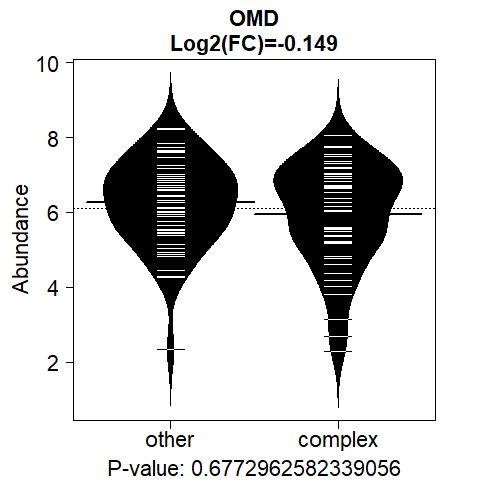 OMD
Log2(FC)=-0.149
10
8
6
4
2
Abundance
other complex
P-value: 0.6772962582339056